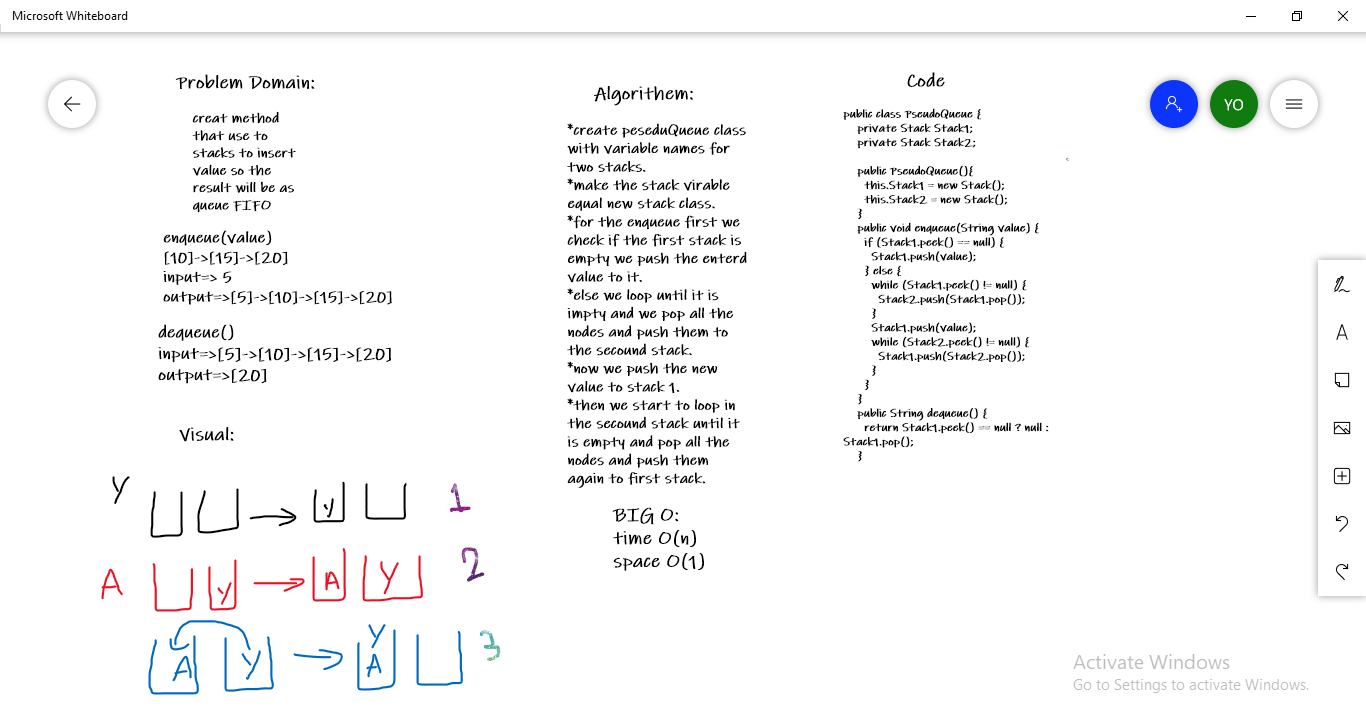 Microsoft Whiteboard
Problem Domain:
creat method
that use to
stacks to insert
value so the
result will be as
queue FIFO
enqueue(value)
[10]->[15]->[20]
input=> 5
output=>[5]->[10]->[15]->[20]
dequeue()
input=>[5]->[10]->[15]->[20]
output=>[20]
Visual:
Y
y
1
A
y
A Y
2
A Y
Y
A
3
Algorithem:
*create peseduQueue class
with variable names for
two stacks.
*make the stack virable
equal new stack class.
*for the enqueue first we
check if the first stack is
empty we push the enterd
value to it.
*else we loop until it is
impty and we pop all the
nodes and push them to
the secound stack.
*now we push the new
value to stack 1.
*then we start to loop in
the secound stack until it
is empty and pop all the
nodes and push them
again to first stack.
BIG O:
time O(n)
space O(1)
Code
public class PseudoQueue {
private Stack Stack1;
private Stack Stack2;
public PseudoQueue(){
this.Stack1 = new Stack();
this.Stack2 = new Stack();
}
public void enqueue(String value) {
if (Stack1.peek() == null) {
Stack1.push(value);
} else {
while (Stack1.peek() != null) {
Stack2.push(Stack1.pop());
}
Stack1.push(value);
while (Stack2.peek() != null) {
Stack1.push(Stack2.pop());
}
}
}
public String dequeue() {
return Stack1.peek() == null ? null :
Stack1.pop();
}
YO
A
Activate Windows
Go to Settings to activate Windows.